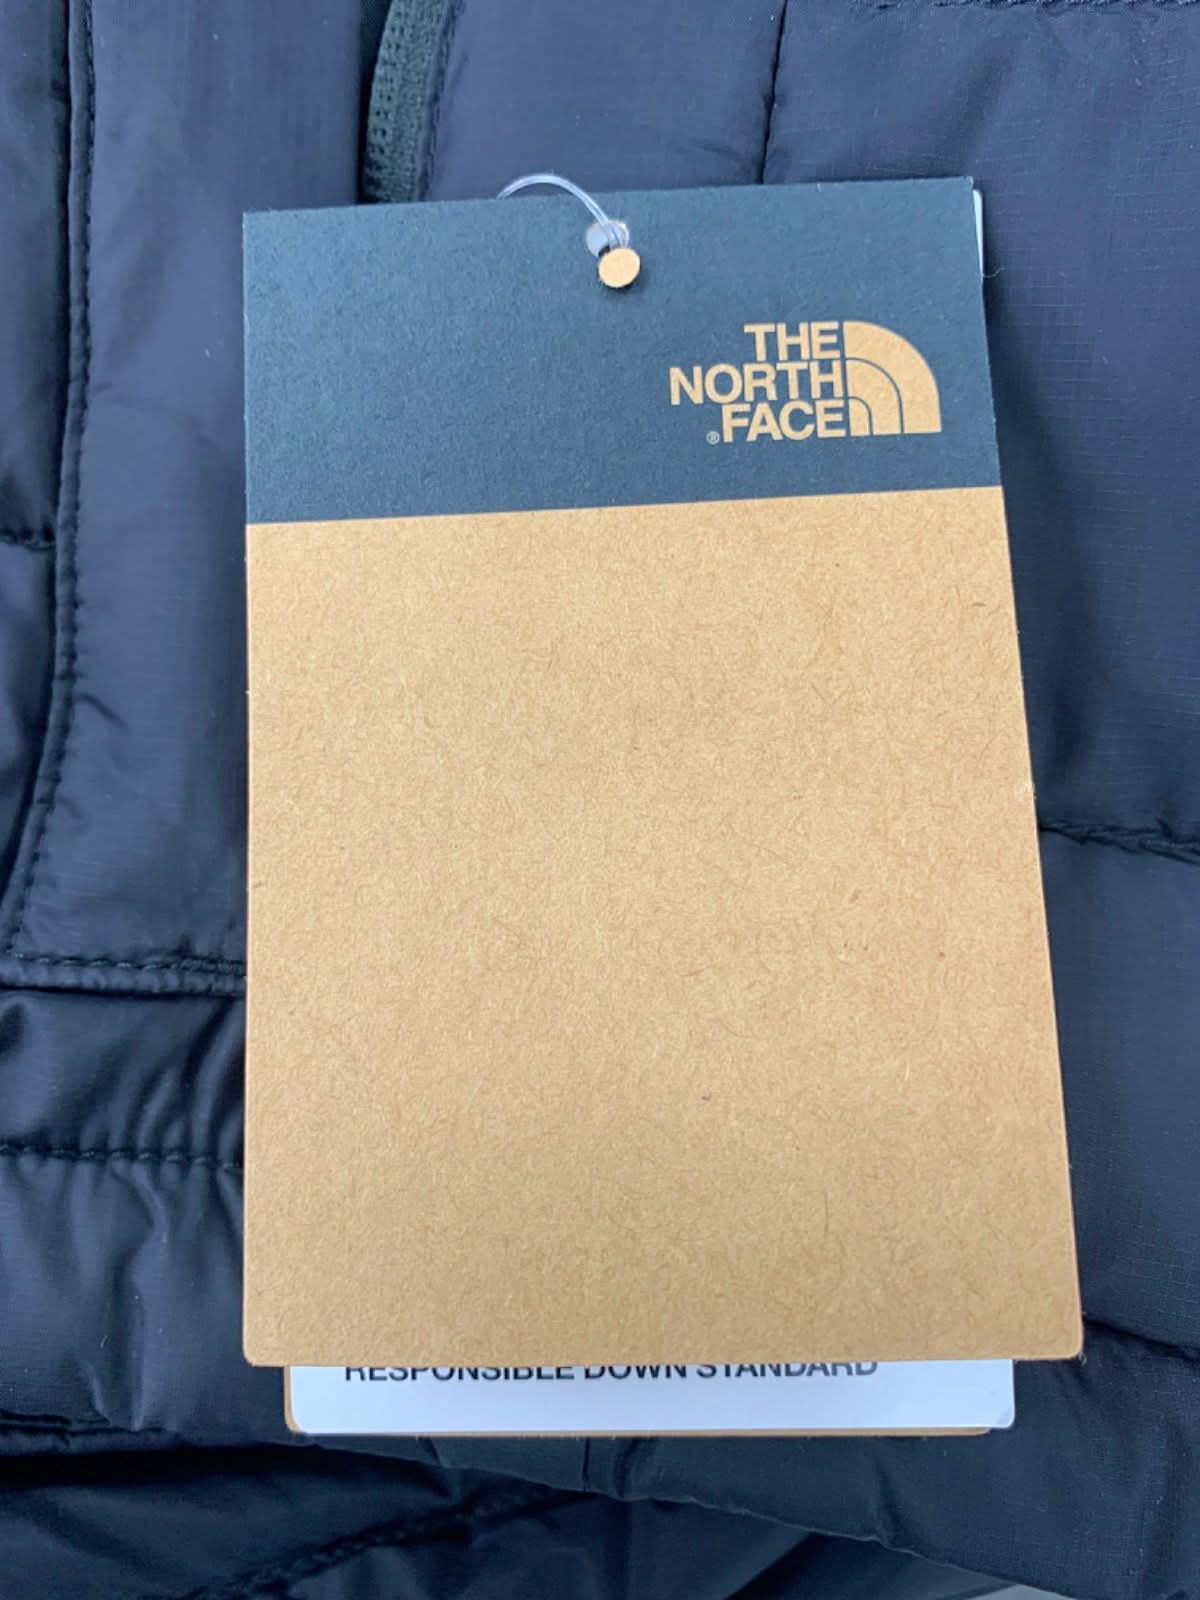 THE
NORTH
® FACE
RESPONSIBLE DOWN STANDARD